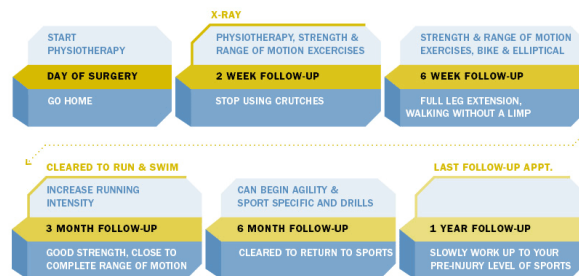 X-RAY
START
PHYSIOTHERAPY
DAY OF SURGERY
GO HOME
PHYSIOTHERAPY, STRENGTH &
RANGE OF MOTION EXCERCISES
2 WEEK FOLLOW-UP
STOP USING CRUTCHES
STRENGTH & RANGE OF MOTION
EXERCISES, BIKE & ELLIPTICAL
6 WEEK FOLLOW-UP
FULL LEG EXTENSION,
WALKING WITHOUT A LIMP
CLEARED TO RUN & SWIM
INCREASE RUNNING
INTENSITY
3 MONTH FOLLOW-UP
GOOD STRENGTH, CLOSE TO
COMPLETE RANGE OF MOTION
CAN BEGIN AGILITY &
SPORT SPECIFIC AND DRILLS
6 MONTH FOLLOW-UP
CLEARED TO RETURN TO SPORTS
LAST FOLLOW-UP APPT.
1 YEAR FOLLOW-UP
SLOWLY WORK UP TO YOUR
PRE-INJURY LEVEL OF SPORTS